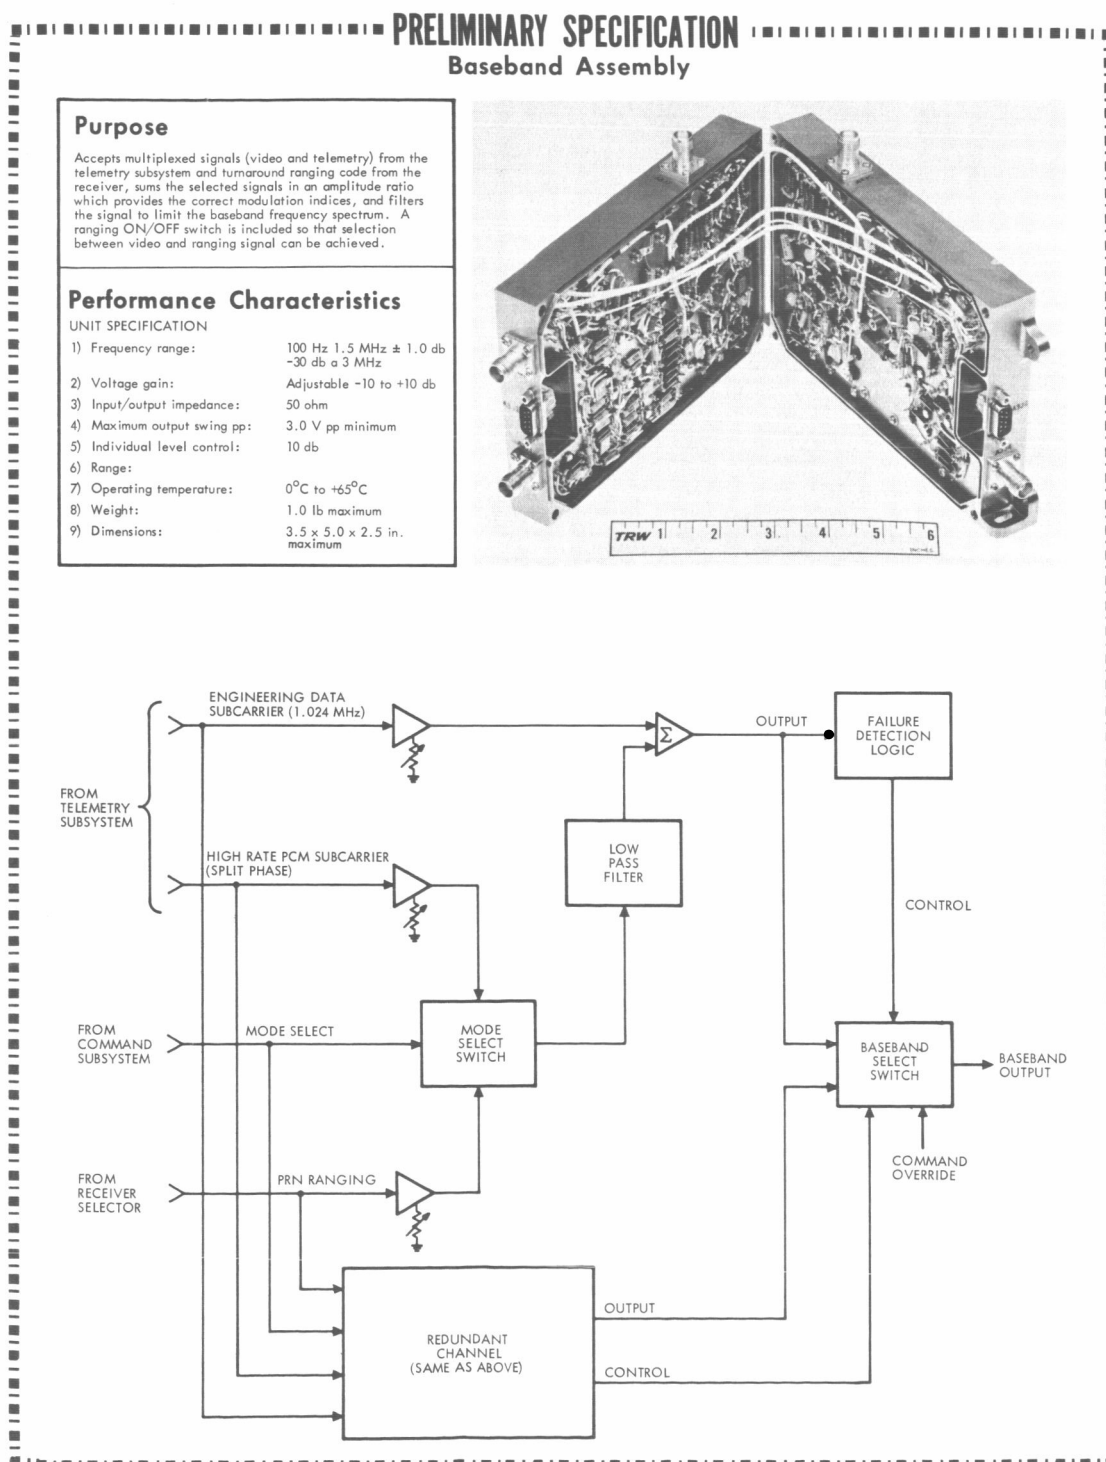 PRELIMINARY SPECIFICATION
Baseband Assembly
Purpose
Accepts multiplexed signals (video and telemetry) from the
telemetry subsystem and turnaround ranging code from the
receiver, sums the selected signals in an amplitude ratio
which provides the correct modulation indices, and filters
the signal to limit the baseband frequency spectrum. A
ranging ON/OFF switch is included so that selection
between video and ranging signal can be achieved.
Performance Characteristics
UNIT SPECIFICATION
1) Frequency range: 100 Hz 1.5 MHz ± 1.0 db
-30 db a 3 MHz
2) Voltage gain: Adjustable -10 to +10 db
3) Input/output impedance: 50 ohm
4) Maximum output swing pp: 3.0 V pp minimum
5) Individual level control: 10 db
6) Range:
7) Operating temperature: 0°C to +65°C
8) Weight: 1.0 lb maximum
9) Dimensions: 3.5 x 5.0 x 2.5 in.
maximum
TRW 1 2 3 4 5 6
INCHES
ENGINEERING DATA
SUBCARRIER (1.024 MHz)
Σ
OUTPUT
FAILURE
DETECTION
LOGIC
FROM
TELEMETRY
SUBSYSTEM
HIGH RATE PCM SUBCARRIER
(SPLIT PHASE)
LOW
PASS
FILTER
CONTROL
FROM
COMMAND
SUBSYSTEM
MODE SELECT
MODE
SELECT
SWITCH
BASEBAND
SELECT
SWITCH
BASEBAND
OUTPUT
COMMAND
OVERRIDE
FROM
RECEIVER
SELECTOR
PRN RANGING
REDUNDANT
CHANNEL
(SAME AS ABOVE)
OUTPUT
CONTROL